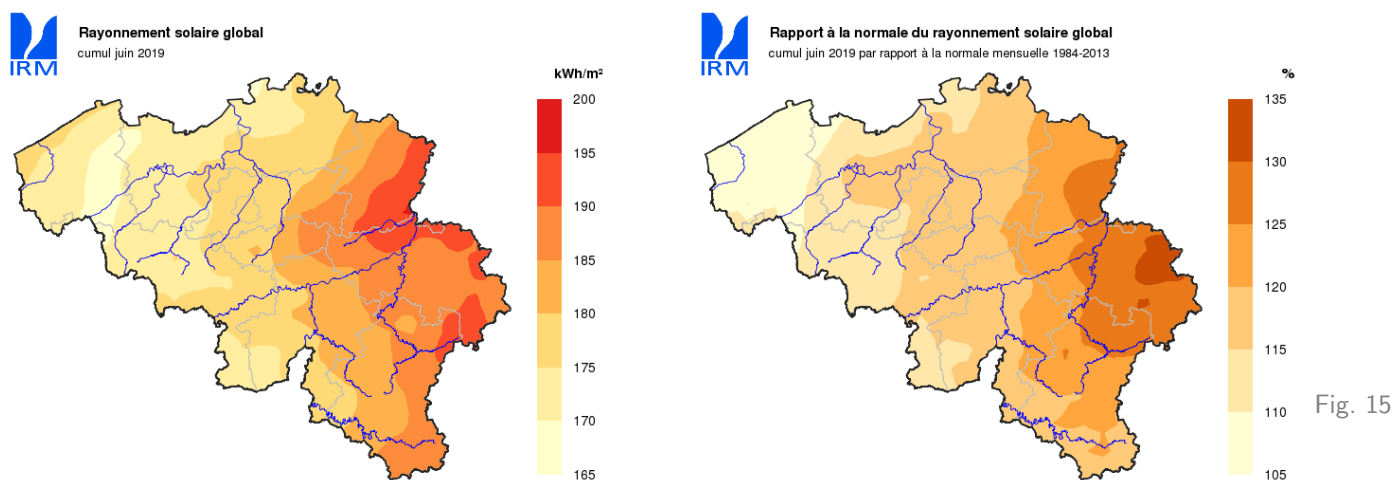 IRM
Rayonnement solaire global
cumul juin 2019
kWh/m²
200
195
190
185
180
175
170
165
IRM
Rapport à la normale du rayonnement solaire global
cumul juin 2019 par rapport à la normale mensuelle 1984-2013
%
135
130
125
120
115
110
105
Fig. 15